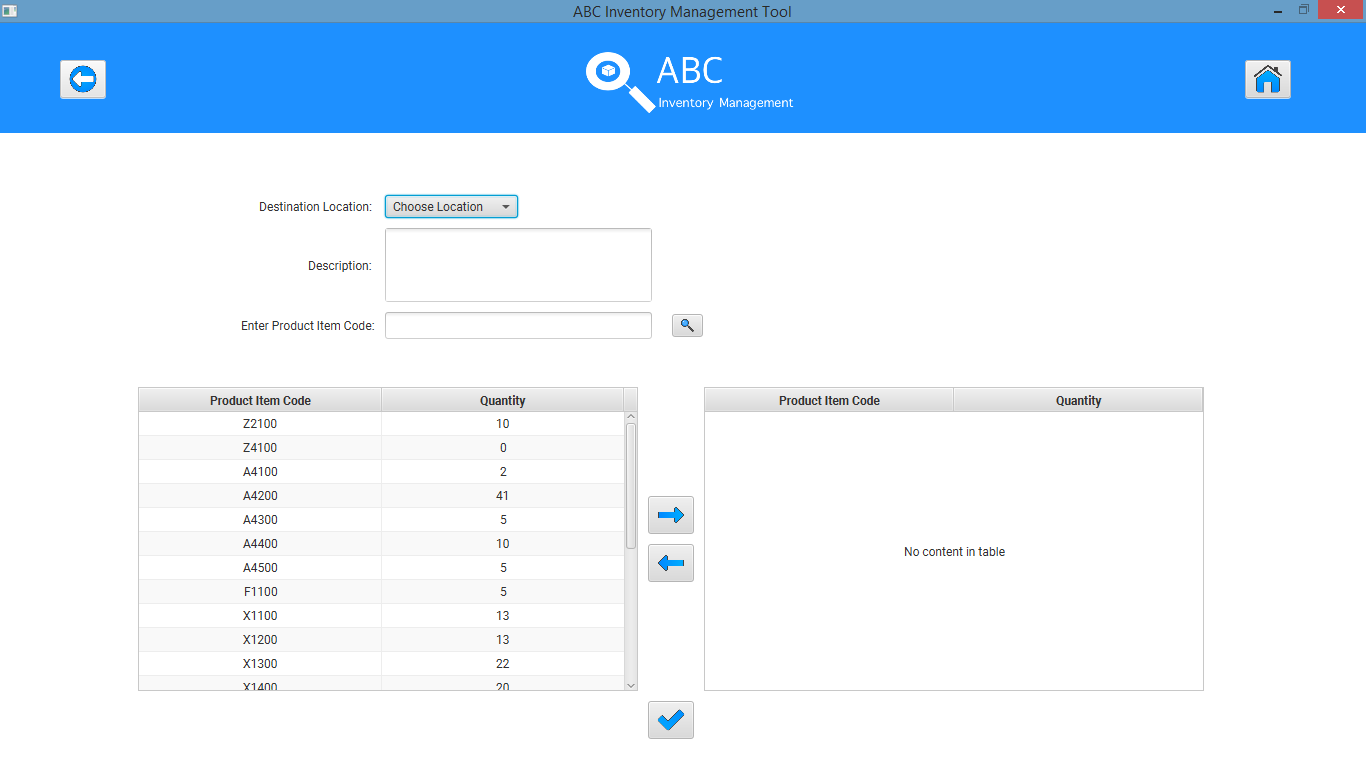 ABC Inventory Management Tool
ABC
Inventory Management
Destination Location: Choose Location
Description:
Enter Product Item Code:
Product Item Code Quantity Product Item Code Quantity
Z2100 10
Z4100 0
A4100 2
A4200 41
A4300 5
A4400 10
No content in table
A4500 5
F1100 5
X1100 13
X1200 13
X1300 22
X1400 20